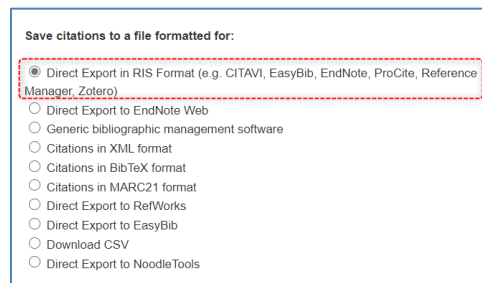 Save citations to a file formatted for:
Direct Export in RIS Format (e.g. CITAVI, EasyBib, EndNote, ProCite, Reference
Manager, Zotero)
Direct Export to EndNote Web
Generic bibliographic management software
Citations in XML format
Citations in BibTeX format
Citations in MARC21 format
Direct Export to RefWorks
Direct Export to EasyBib
Download CSV
Direct Export to NoodleTools